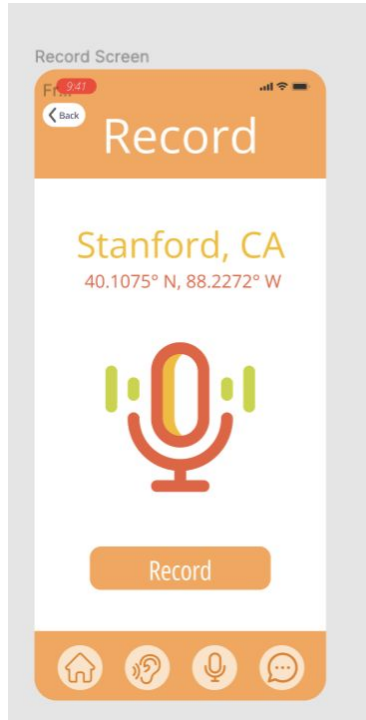 Record Screen
9:41
Back
Record
Stanford, CA
40.1075° N, 88.2272° W
Record